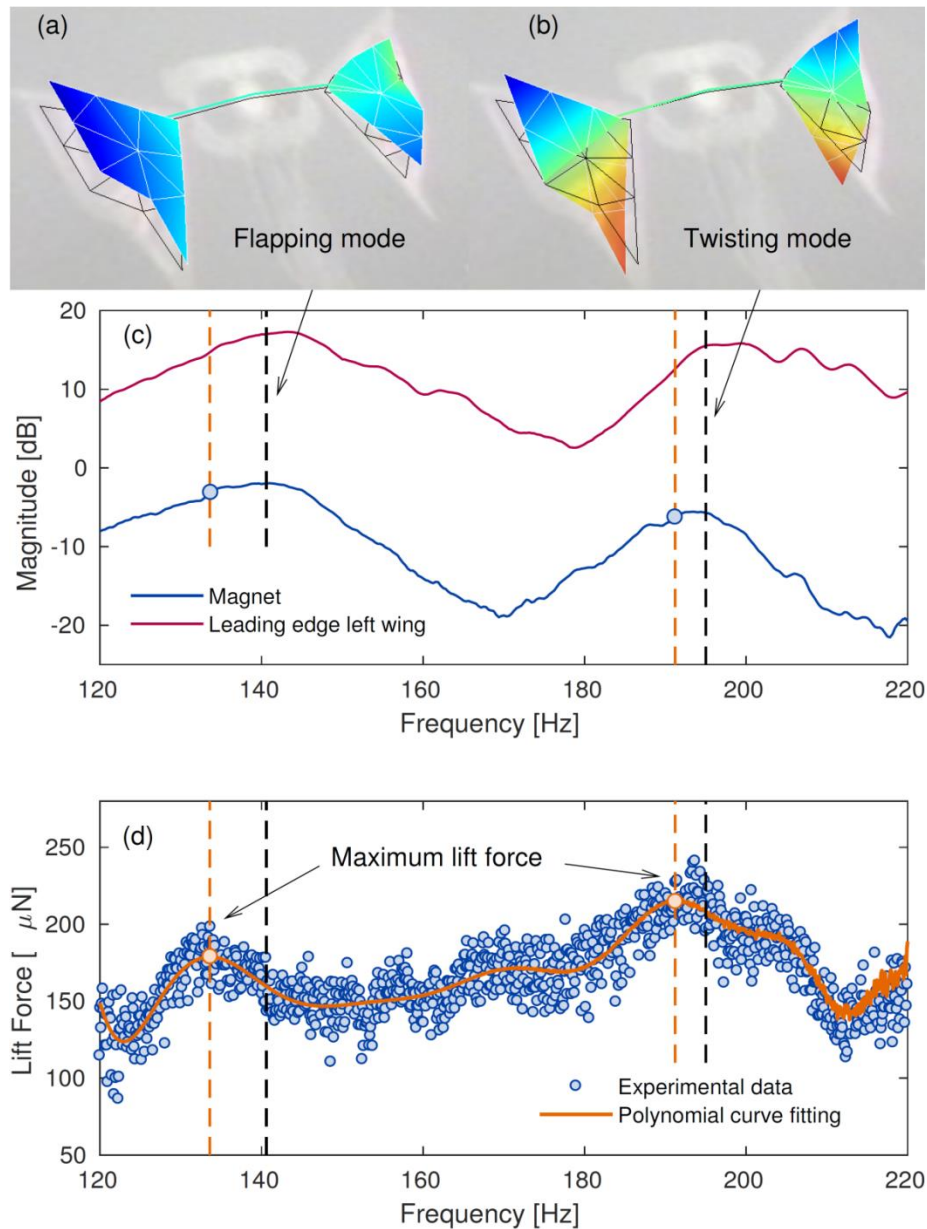 (a)
(b)
Flapping mode
Twisting mode
20
10
0
-10
-20
Magnitude [dB]
(c)
Magnet
Leading edge left wing
120
140
160
180
200
220
Frequency [Hz]
250
200
150
100
50
Lift Force [ μN]
(d)
Maximum lift force
Experimental data
Polynomial curve fitting
120
140
160
180
200
220
Frequency [Hz]